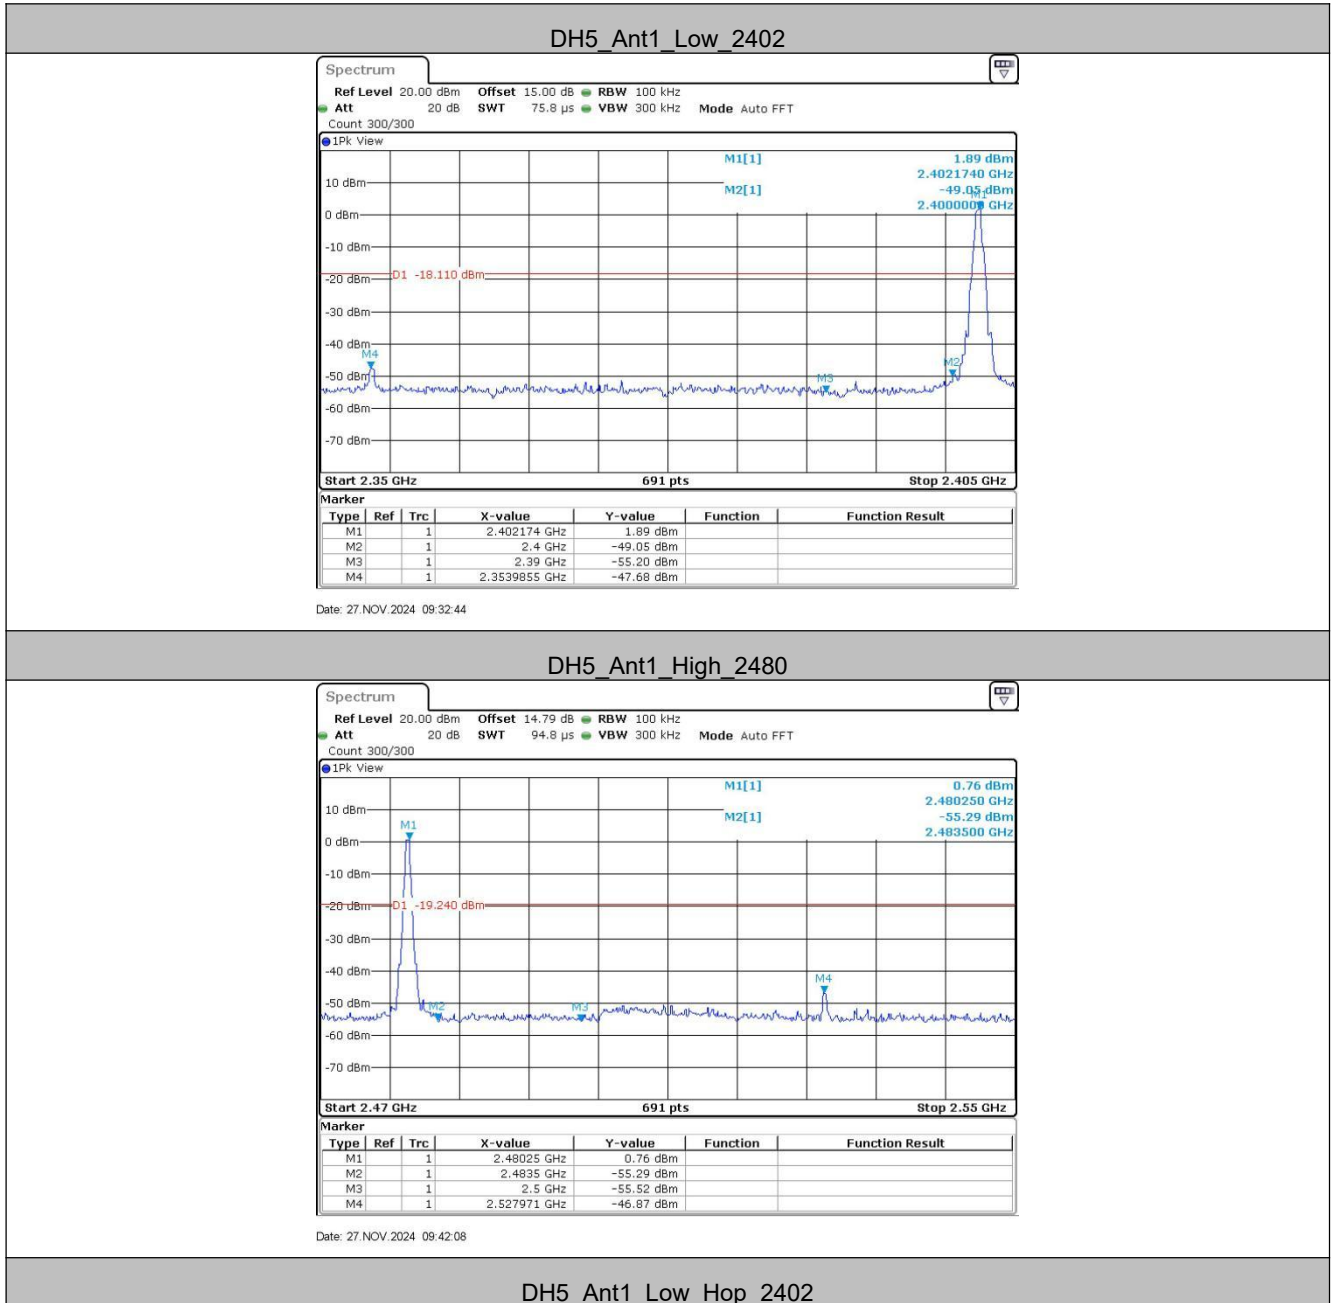 DH5_Ant1_Low_2402
Spectrum
Ref Level 20.00 dBm Offset 15.00 dB RBW 100 kHz
Att 20 dB SWT 75.8 µs VBW 300 kHz Mode Auto FFT
Count 300/300
1Pk View
M1[1] 1.89 dBm
2.4021740 GHz
M2[1] -49.05 dBm
2.4000000 GHz
M1
10 dBm
0 dBm
-10 dBm
D1 -18.110 dBm
-20 dBm
-30 dBm
-40 dBm
M4
M2
-50 dBm
M3
-60 dBm
-70 dBm
Start 2.35 GHz 691 pts Stop 2.405 GHz
Marker
Type Ref Trc X-value Y-value Function Function Result
M1 1 2.402174 GHz 1.89 dBm
M2 1 2.4 GHz -49.05 dBm
M3 1 2.39 GHz -55.20 dBm
M4 1 2.3539855 GHz -47.68 dBm
Date: 27.NOV.2024 09:32:44
DH5_Ant1_High_2480
Spectrum
Ref Level 20.00 dBm Offset 14.79 dB RBW 100 kHz
Att 20 dB SWT 94.8 µs VBW 300 kHz Mode Auto FFT
Count 300/300
1Pk View
M1[1] 0.76 dBm
2.480250 GHz
M2[1] -55.29 dBm
2.483500 GHz
10 dBm
M1
0 dBm
-10 dBm
-20 dBm D1 -19.240 dBm
-30 dBm
-40 dBm
M4
-50 dBm
M2 M3
-60 dBm
-70 dBm
Start 2.47 GHz 691 pts Stop 2.55 GHz
Marker
Type Ref Trc X-value Y-value Function Function Result
M1 1 2.48025 GHz 0.76 dBm
M2 1 2.4835 GHz -55.29 dBm
M3 1 2.5 GHz -55.52 dBm
M4 1 2.527971 GHz -46.87 dBm
Date: 27.NOV.2024 09:42:08
DH5_Ant1_Low_Hop_2402